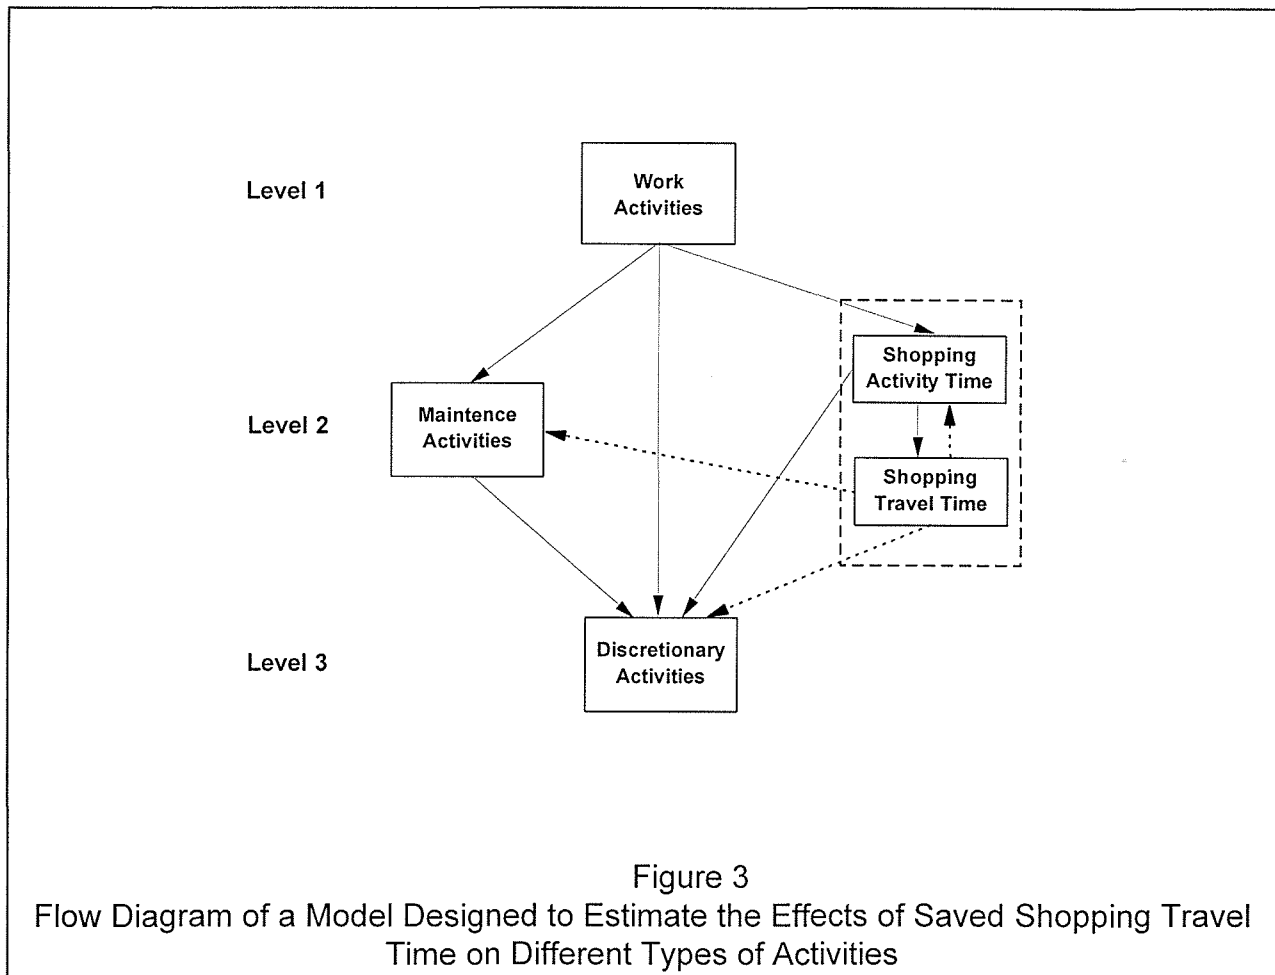 Level 1
Work
Activities
Shopping
Activity Time
Level 2
Maintence
Activities
Shopping
Travel Time
Level 3
Discretionary
Activities
Figure 3
Flow Diagram of a Model Designed to Estimate the Effects of Saved Shopping Travel
Time on Different Types of Activities